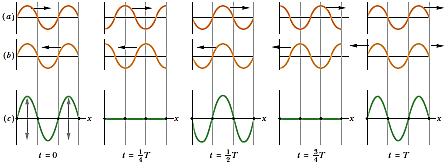 (a)
(b)
(c) x x x x x
t = 0 t = 1/4 T t = 1/2 T t = 3/4 T t = T